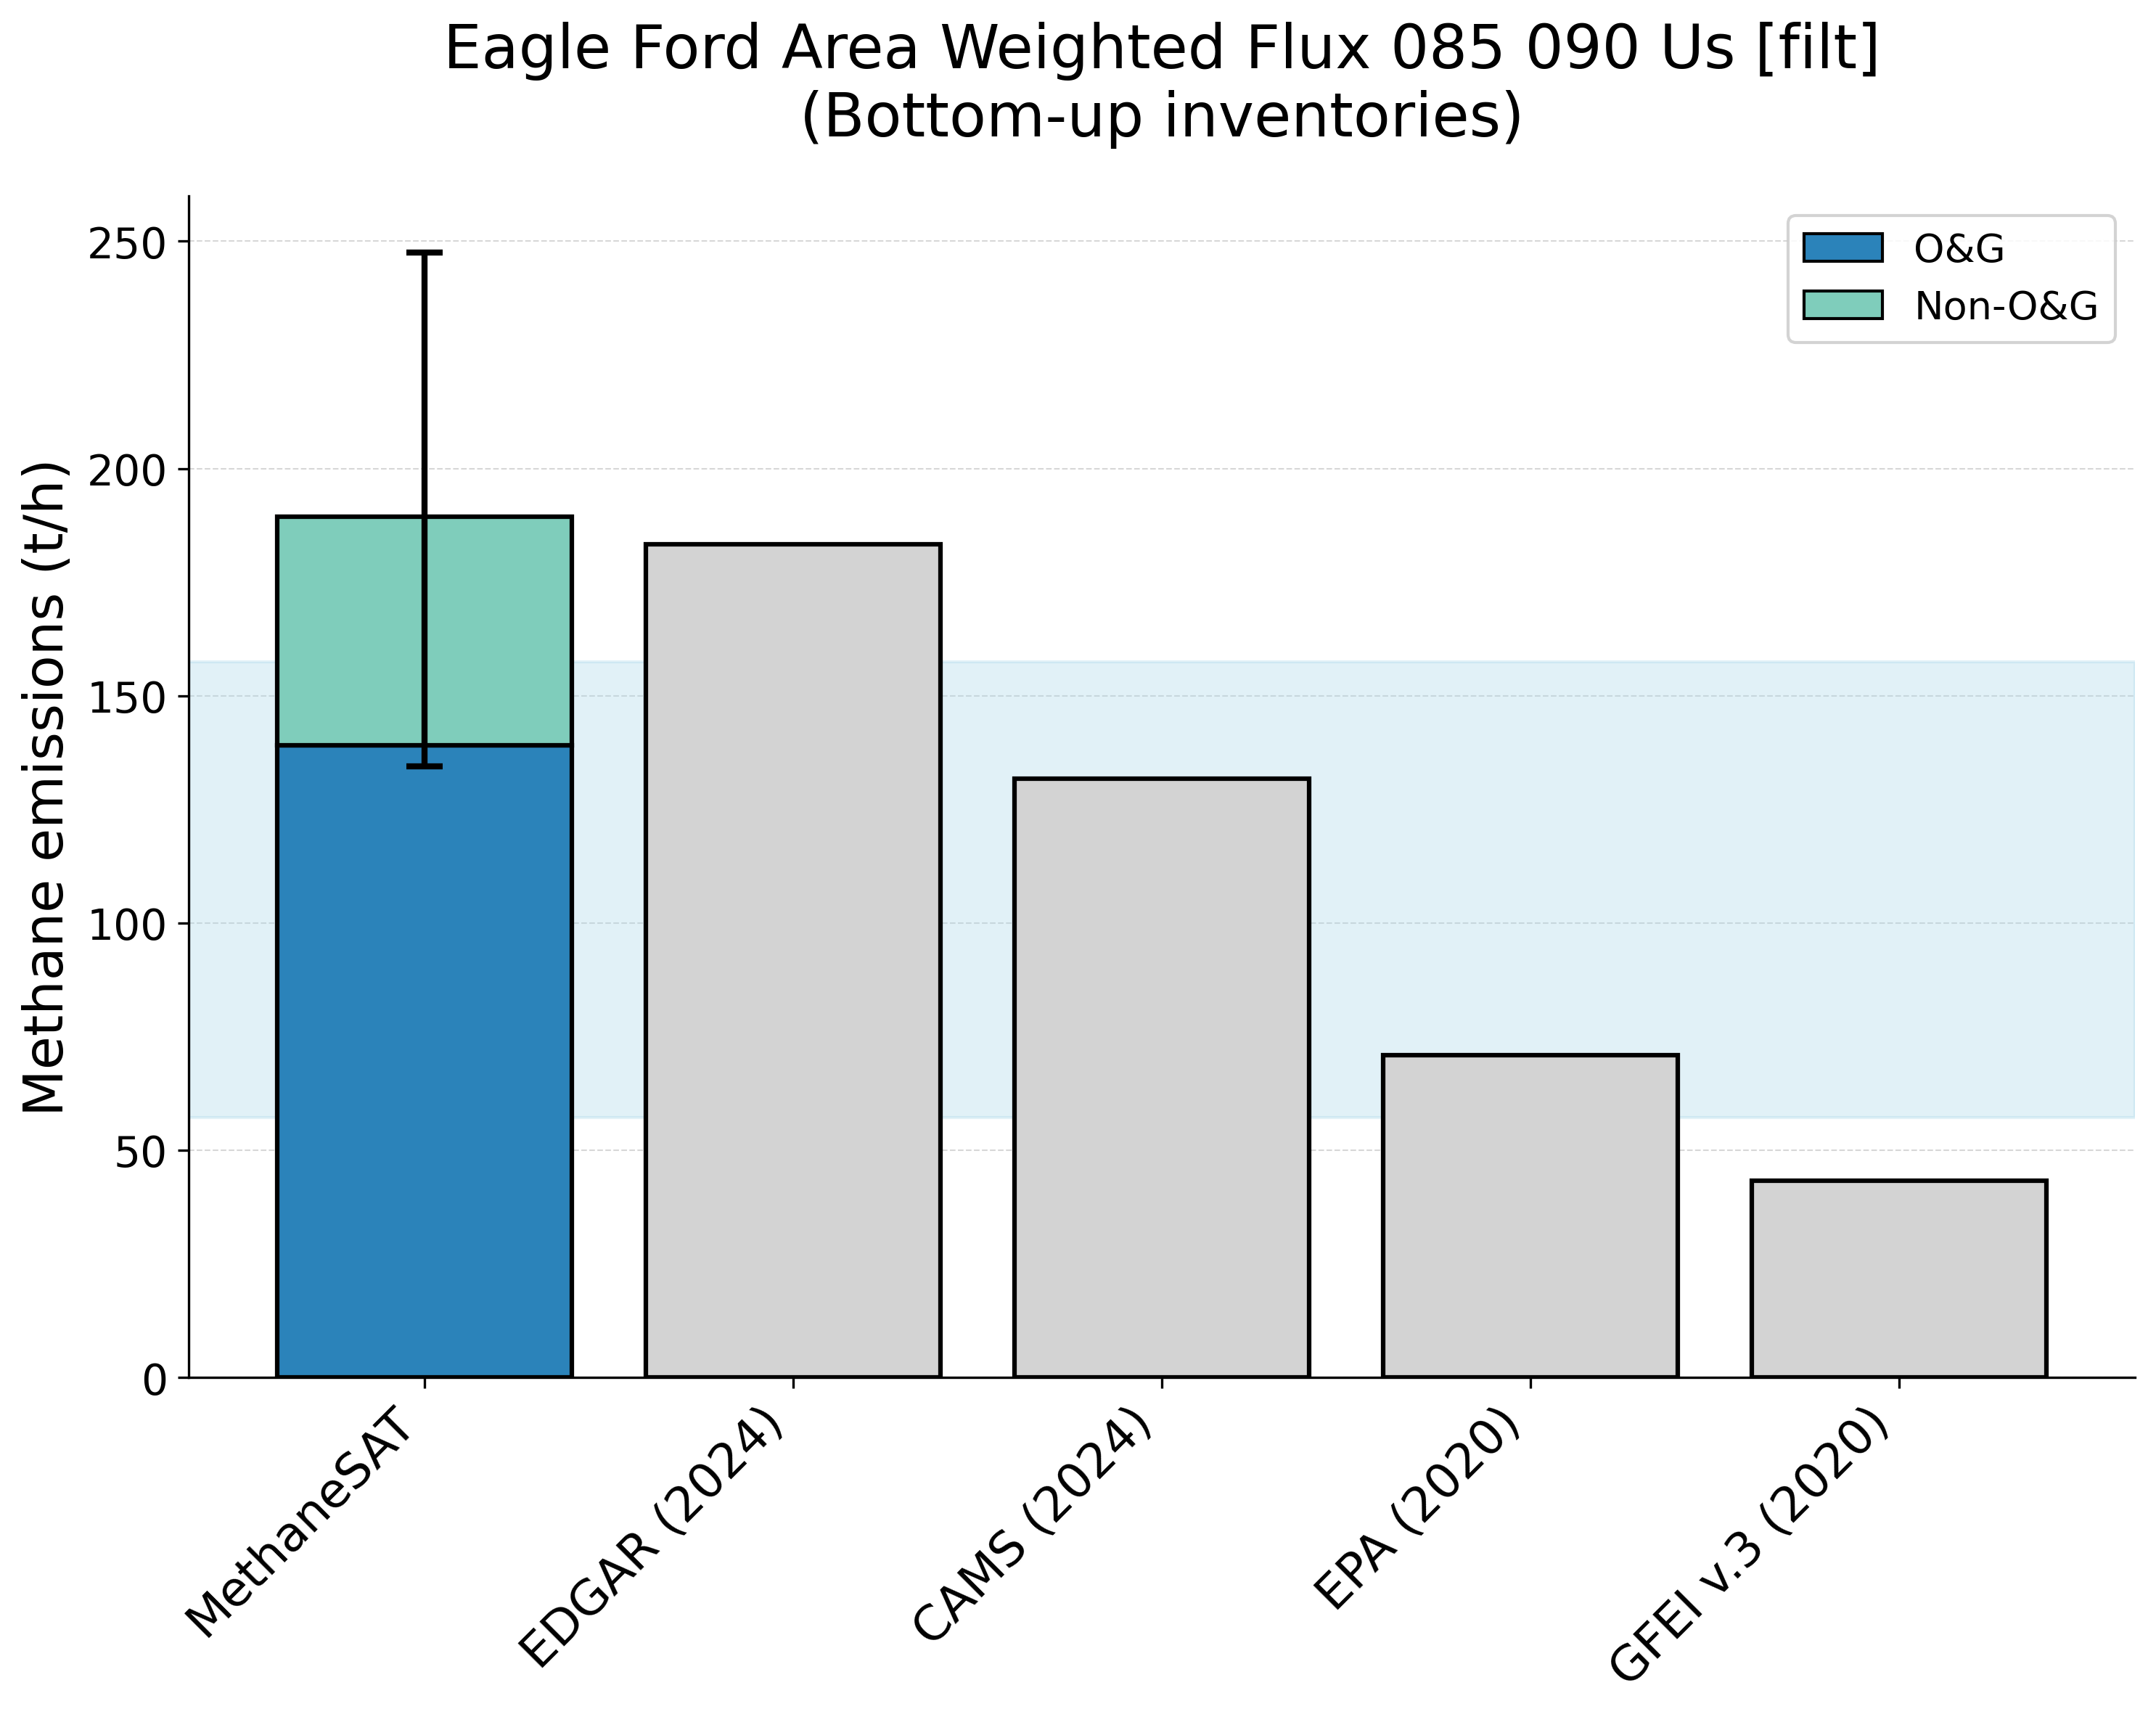 Eagle Ford Area Weighted Flux 085 090 Us [filt]
(Bottom-up inventories)
Methane emissions (t/h)
250
200
150
100
50
0
O&G
Non-O&G
MethaneSAT
EDGAR (2024)
CAMS (2024)
EPA (2020)
GFEI v.3 (2020)